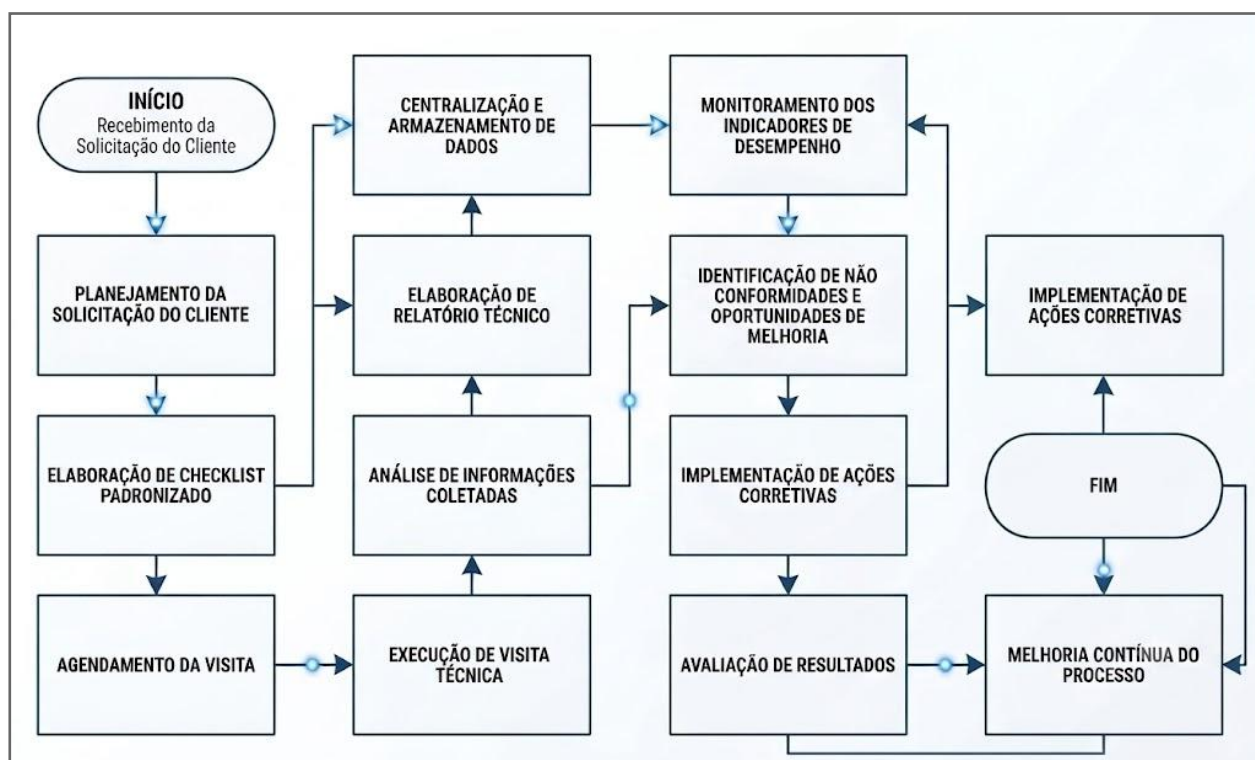 INÍCIO
Recebimento da
Solicitação do Cliente
PLANEJAMENTO DA
SOLICITAÇÃO DO CLIENTE
ELABORAÇÃO DE CHECKLIST
PADRONIZADO
AGENDAMENTO DA VISITA
CENTRALIZAÇÃO E
ARMAZENAMENTO DE
DADOS
ELABORAÇÃO DE
RELATÓRIO TÉCNICO
ANÁLISE DE INFORMAÇÕES
COLETADAS
EXECUÇÃO DE VISITA
TÉCNICA
MONITORAMENTO DOS
INDICADORES DE
DESEMPENHO
IDENTIFICAÇÃO DE NÃO
CONFORMIDADES E
OPORTUNIDADES DE
MELHORIA
IMPLEMENTAÇÃO DE AÇÕES
CORRETIVAS
AVALIAÇÃO DE RESULTADOS
IMPLEMENTAÇÃO DE
AÇÕES CORRETIVAS
FIM
MELHORIA CONTÍNUA DO
PROCESSO